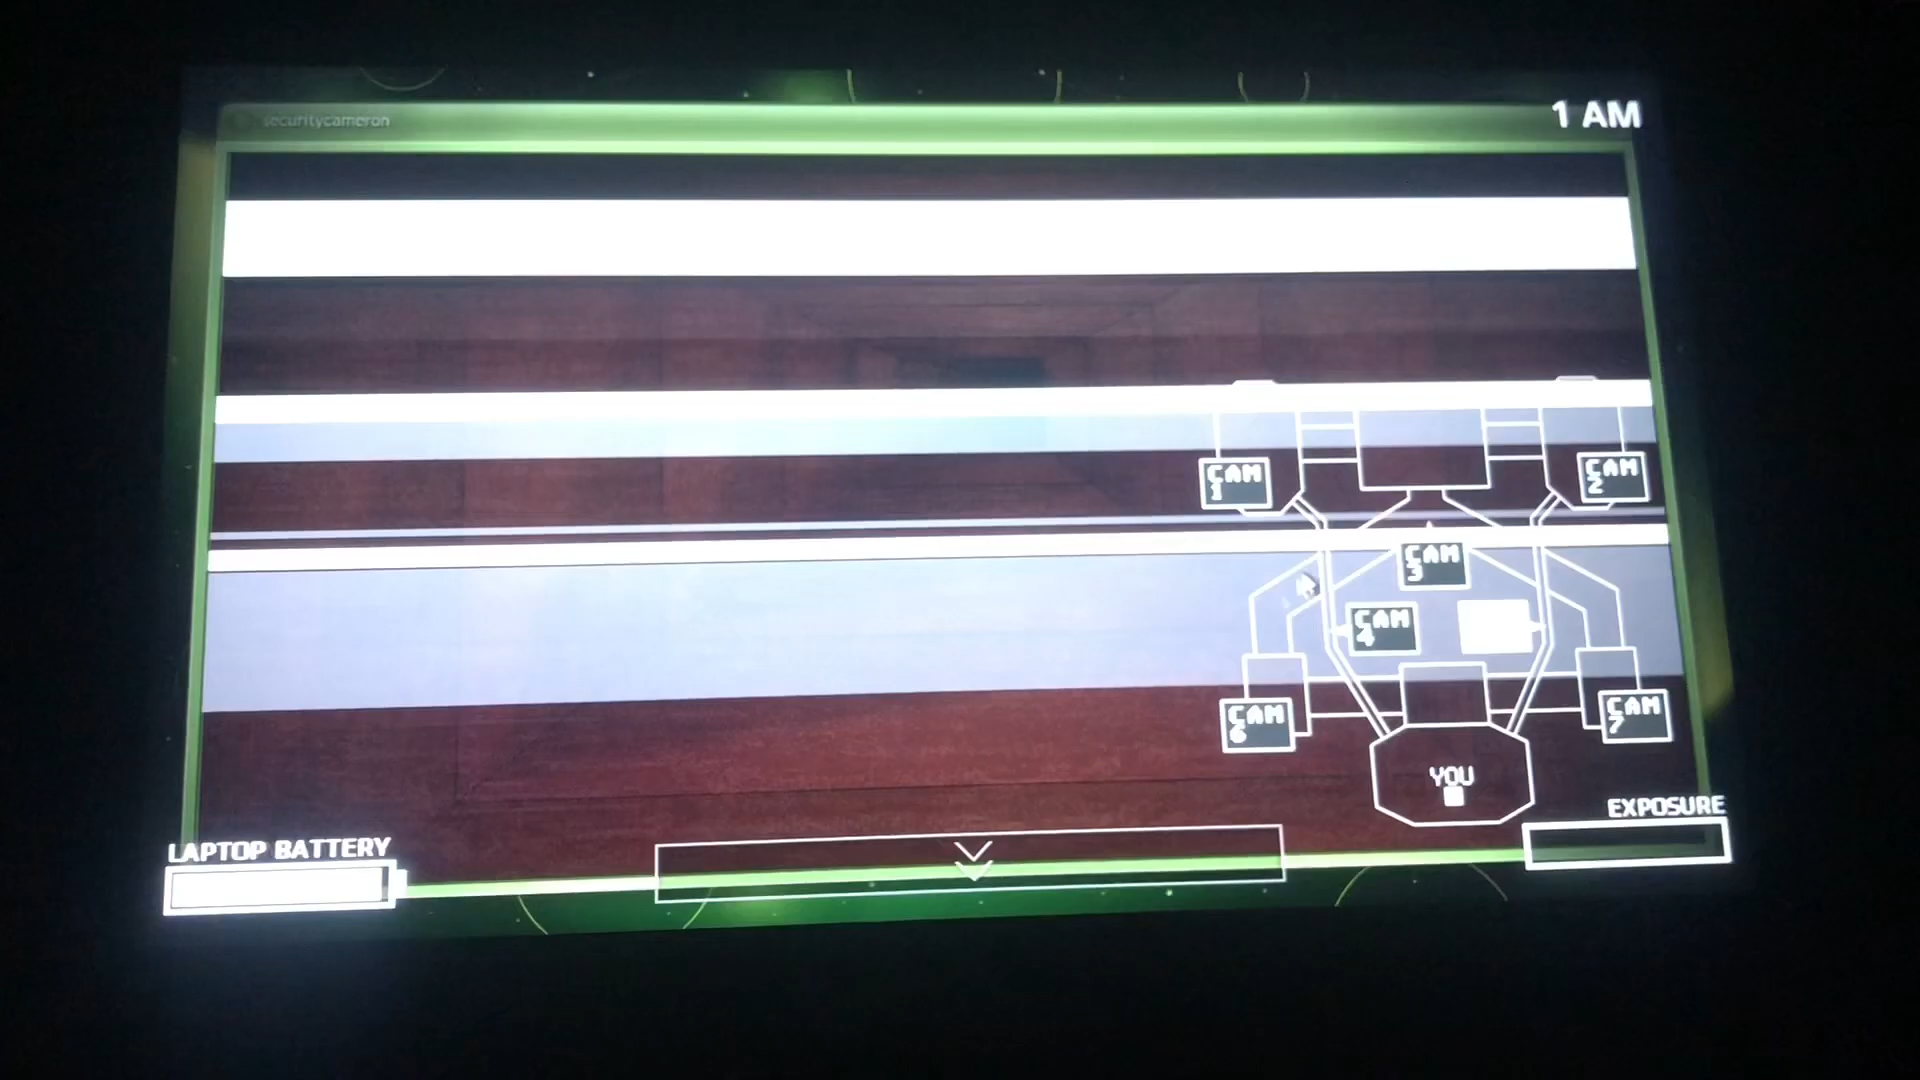 securitycameron
1 AM
CAM
1
CAM
2
CAM
3
CAM
4
CAM
6
CAM
7
YOU
EXPOSURE
LAPTOP BATTERY